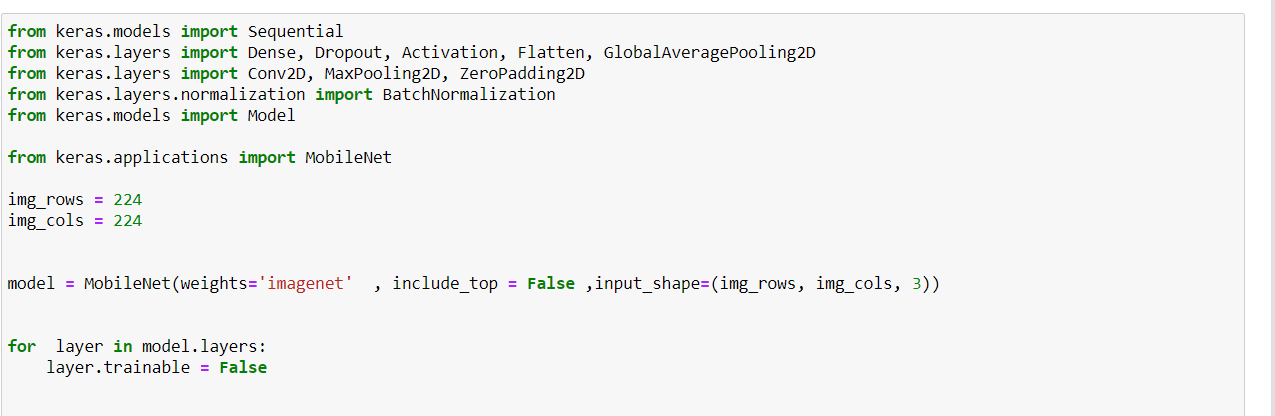 from keras.models import Sequential
from keras.layers import Dense, Dropout, Activation, Flatten, GlobalAveragePooling2D
from keras.layers import Conv2D, MaxPooling2D, ZeroPadding2D
from keras.layers.normalization import BatchNormalization
from keras.models import Model
from keras.applications import MobileNet
img_rows = 224
img_cols = 224
model = MobileNet(weights='imagenet'  , include_top = False ,input_shape=(img_rows, img_cols, 3))
for  layer in model.layers:
    layer.trainable = False